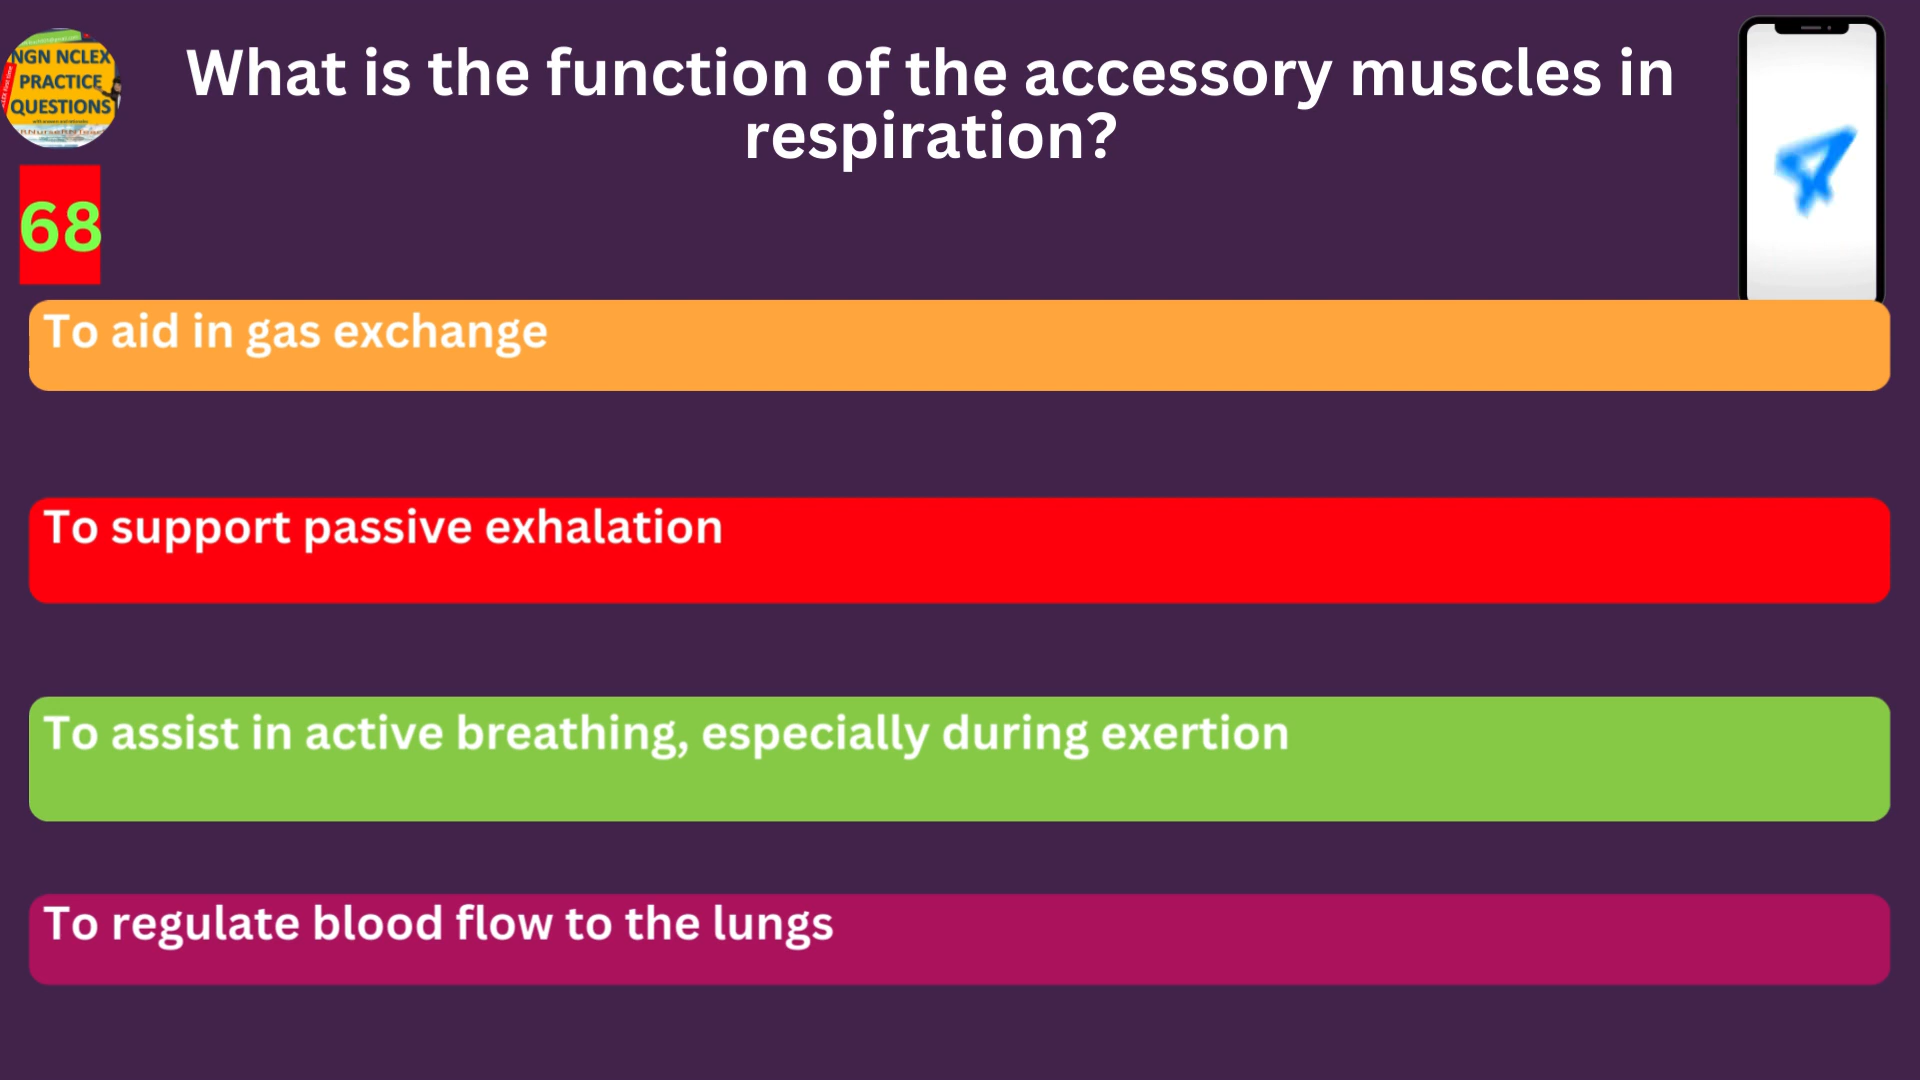 NGN NCLEX
PRACTICE
QUESTIONS
What is the function of the accessory muscles in
respiration?
68
To aid in gas exchange
To support passive exhalation
To assist in active breathing, especially during exertion
To regulate blood flow to the lungs